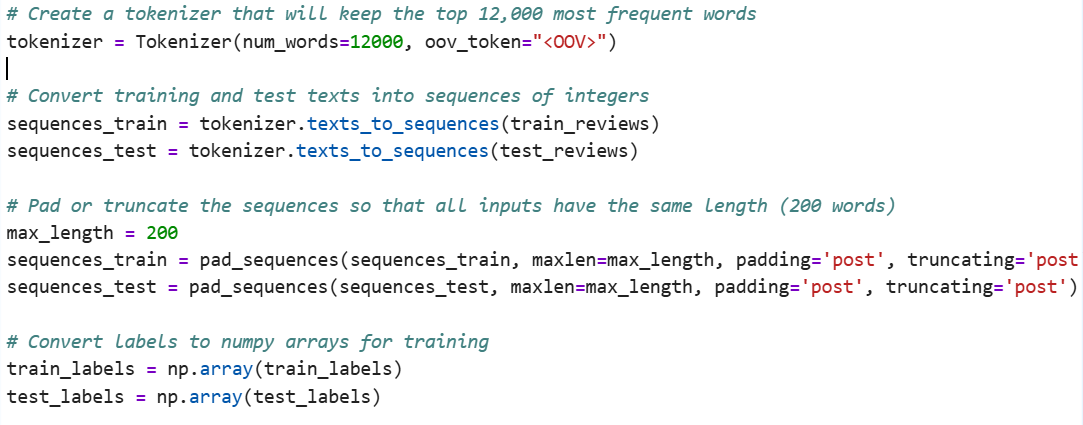 # Create a tokenizer that will keep the top 12,000 most frequent words
tokenizer = Tokenizer(num_words=12000, oov_token="<OOV>")
# Convert training and test texts into sequences of integers
sequences_train = tokenizer.texts_to_sequences(train_reviews)
sequences_test = tokenizer.texts_to_sequences(test_reviews)
# Pad or truncate the sequences so that all inputs have the same length (200 words)
max_length = 200
sequences_train = pad_sequences(sequences_train, maxlen=max_length, padding='post', truncating='post
sequences_test = pad_sequences(sequences_test, maxlen=max_length, padding='post', truncating='post')
# Convert labels to numpy arrays for training
train_labels = np.array(train_labels)
test_labels = np.array(test_labels)